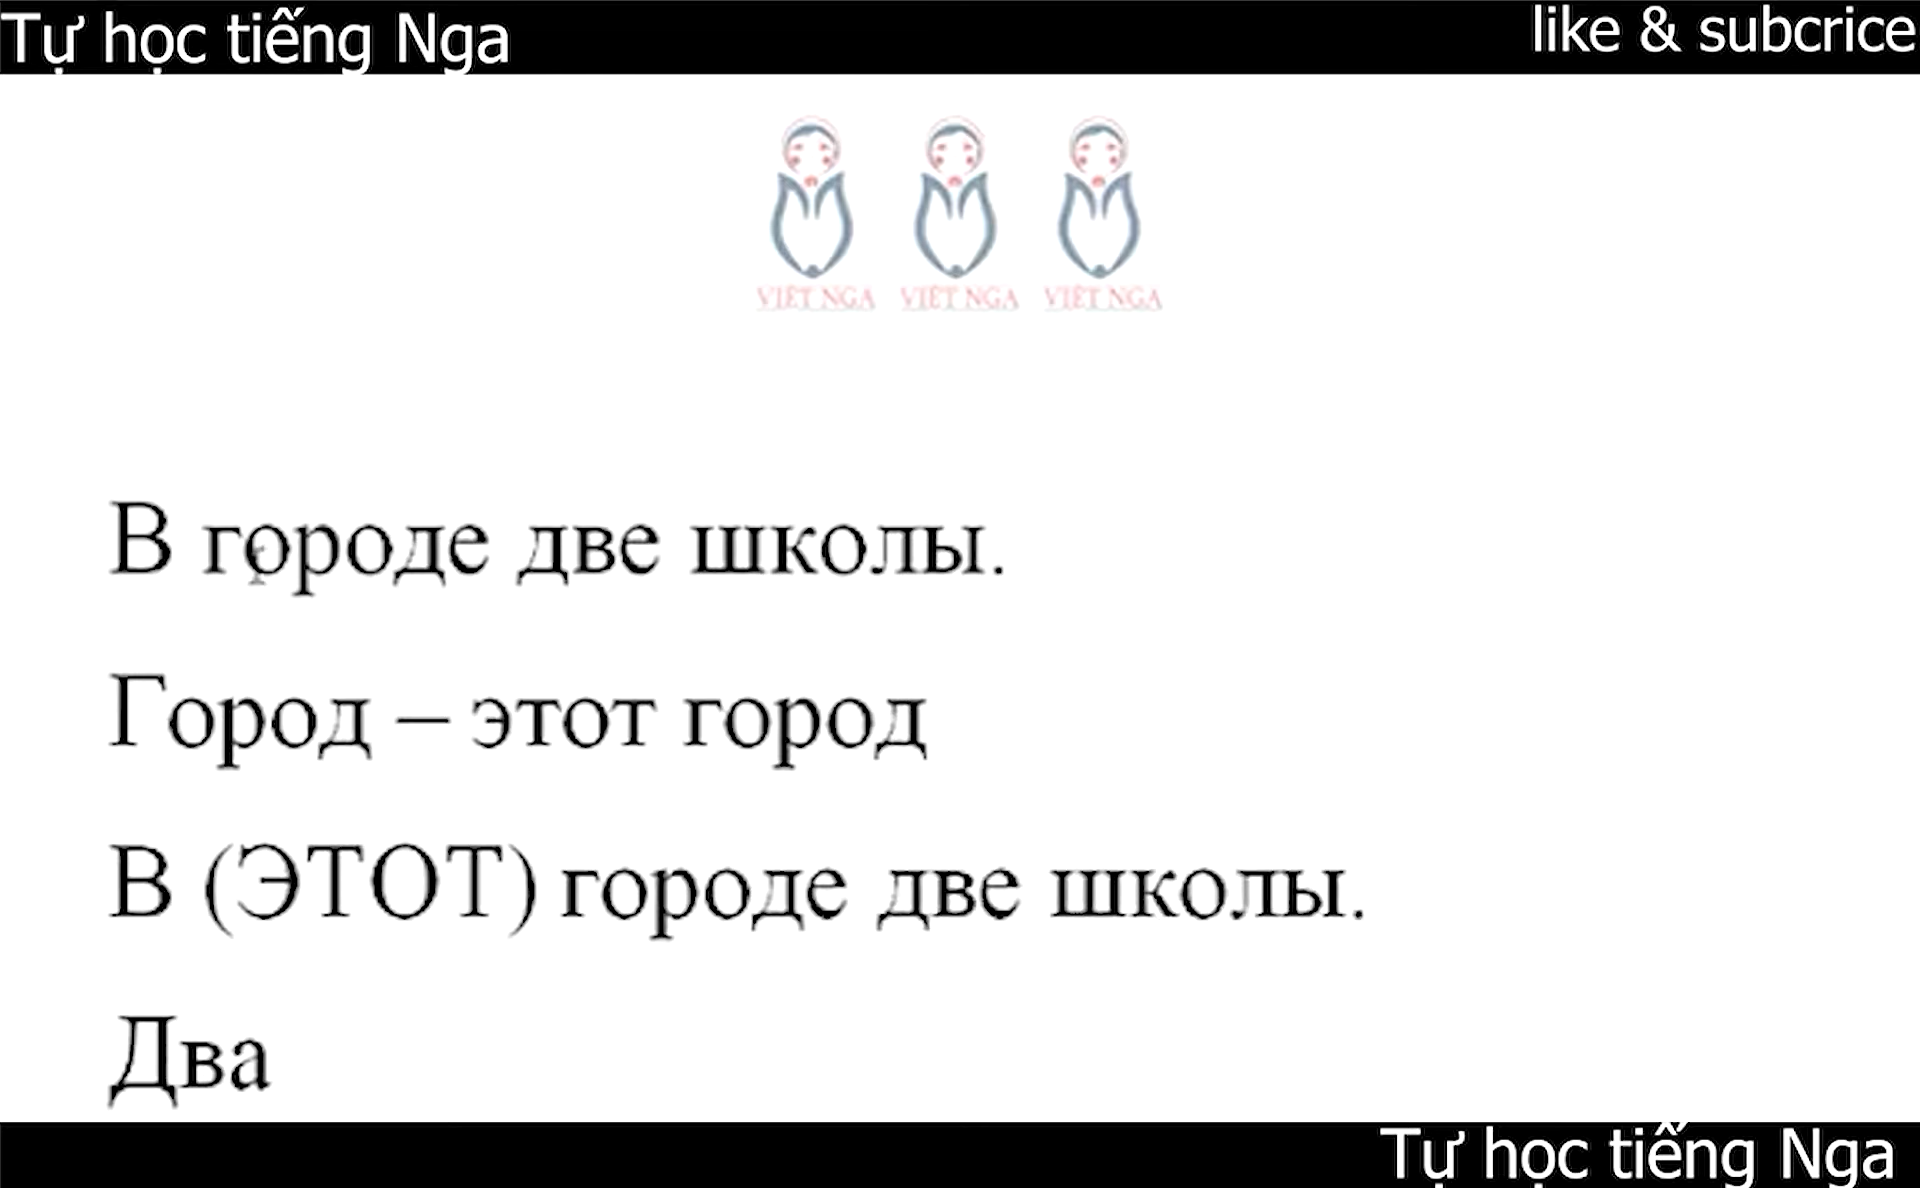 Tự học tiếng Nga
like & subcrice
VIỆT NGA VIỆT NGA VIỆT NGA
В городе две школы.
Город – этот город
В (ЭТОТ) городе две школы.
Два
Tự học tiếng Nga